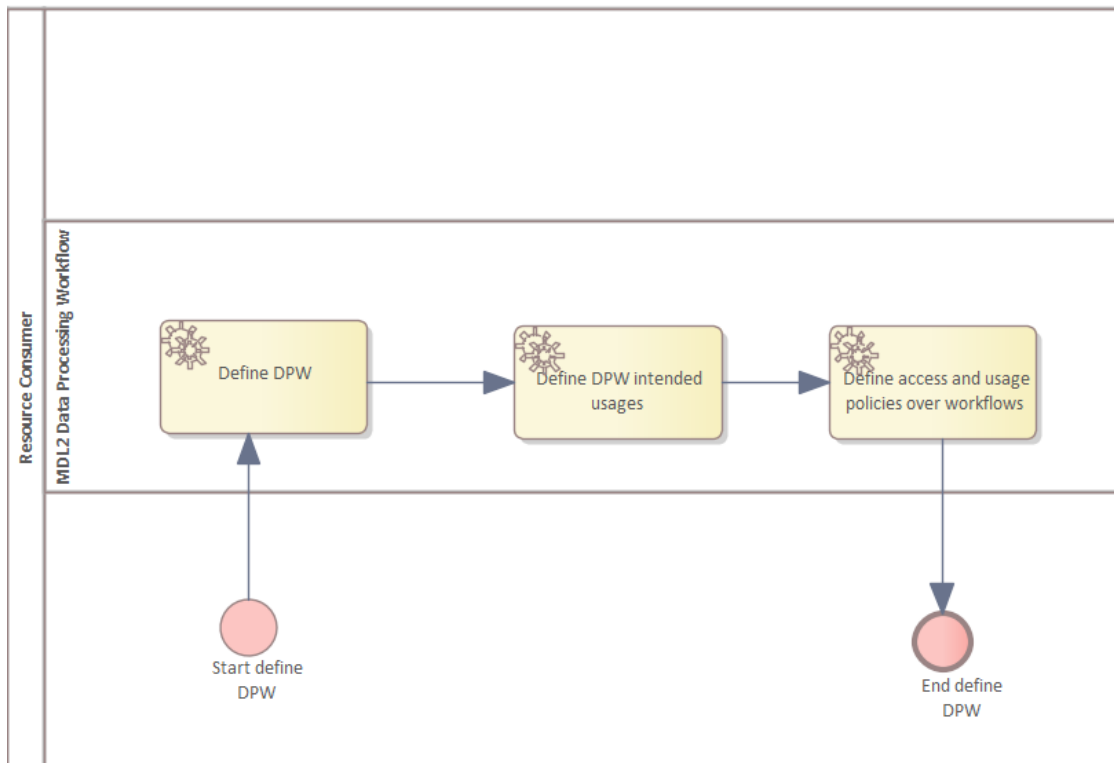 Resource Consumer
MDL2 Data Processing Workflow
Define DPW
Define DPW intended
usages
Define access and usage
policies over workflows
Start define
DPW
End define
DPW